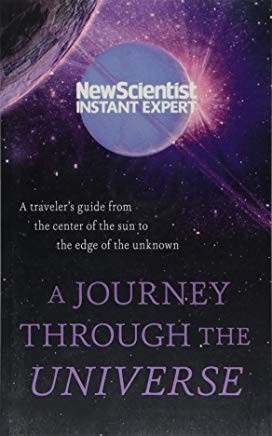 NewScientist
INSTANT EXPERT
A traveler's guide from
the center of the sun to
the edge of the unknown
A JOURNEY
THROUGH THE
UNIVERSE